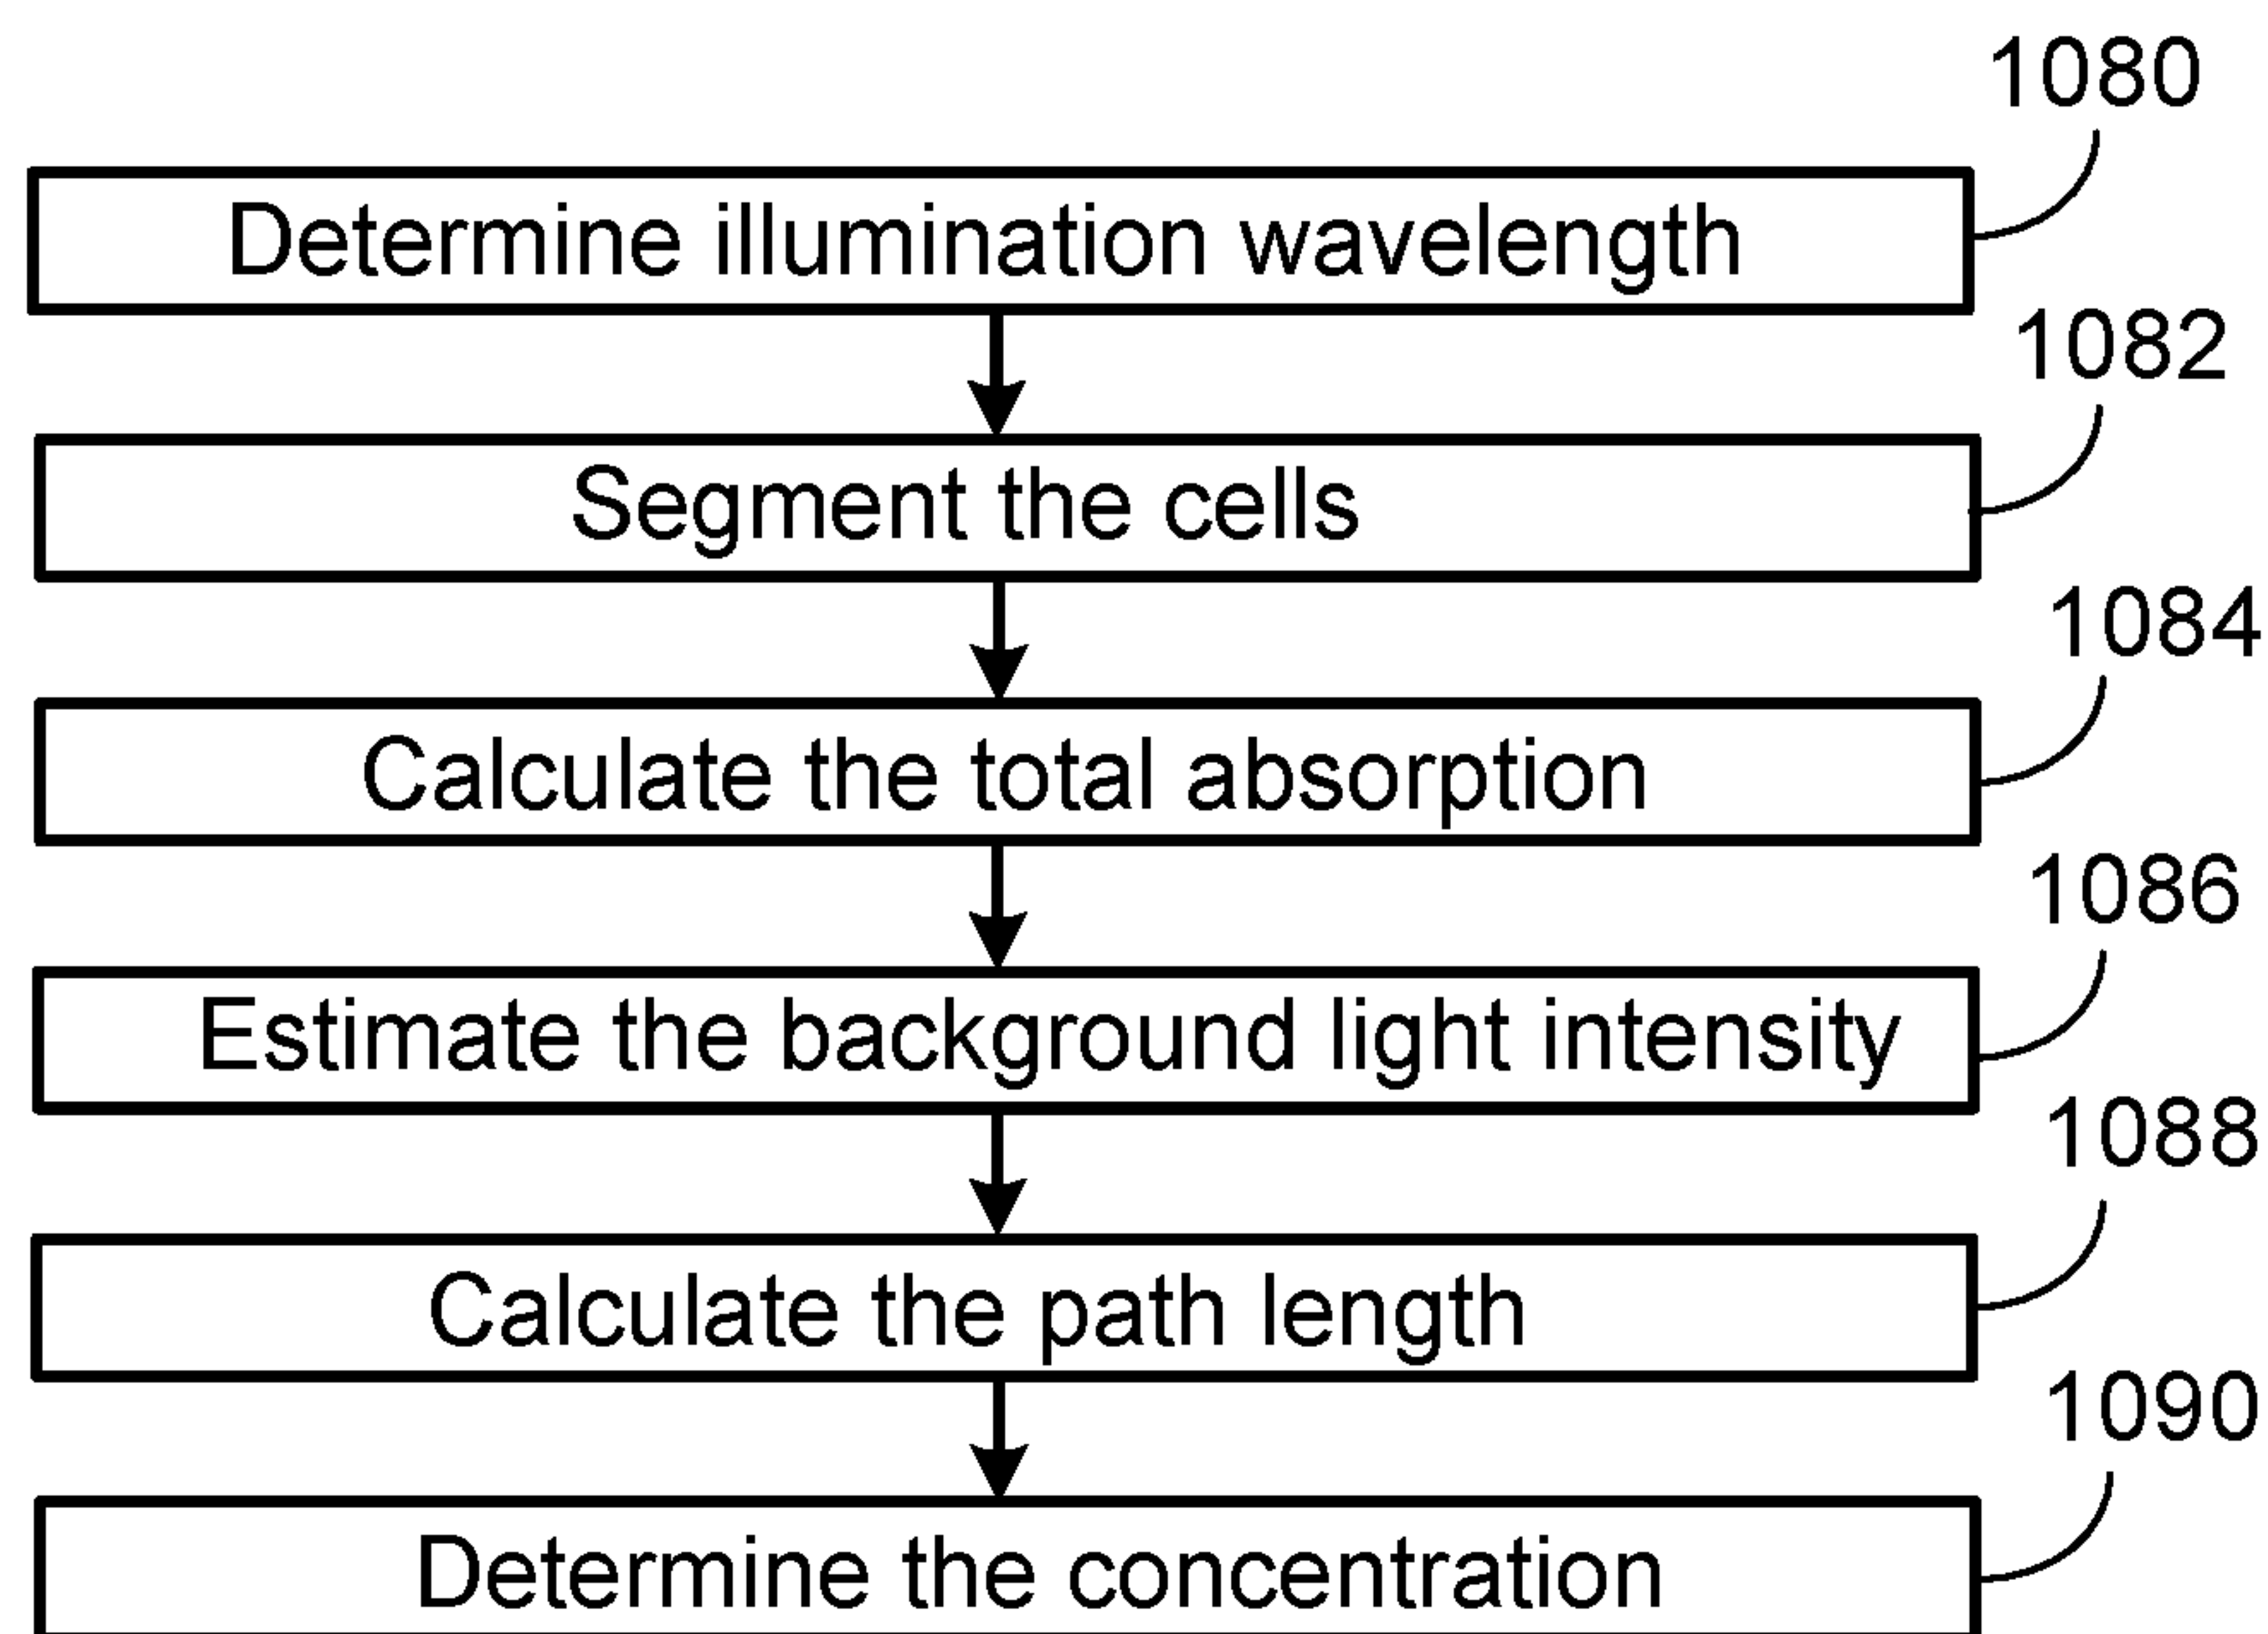 1080
Determine illumination wavelength
1082
Segment the cells
1084
Calculate the total absorption
1086
Estimate the background light intensity
1088
Calculate the path length
1090
Determine the concentration